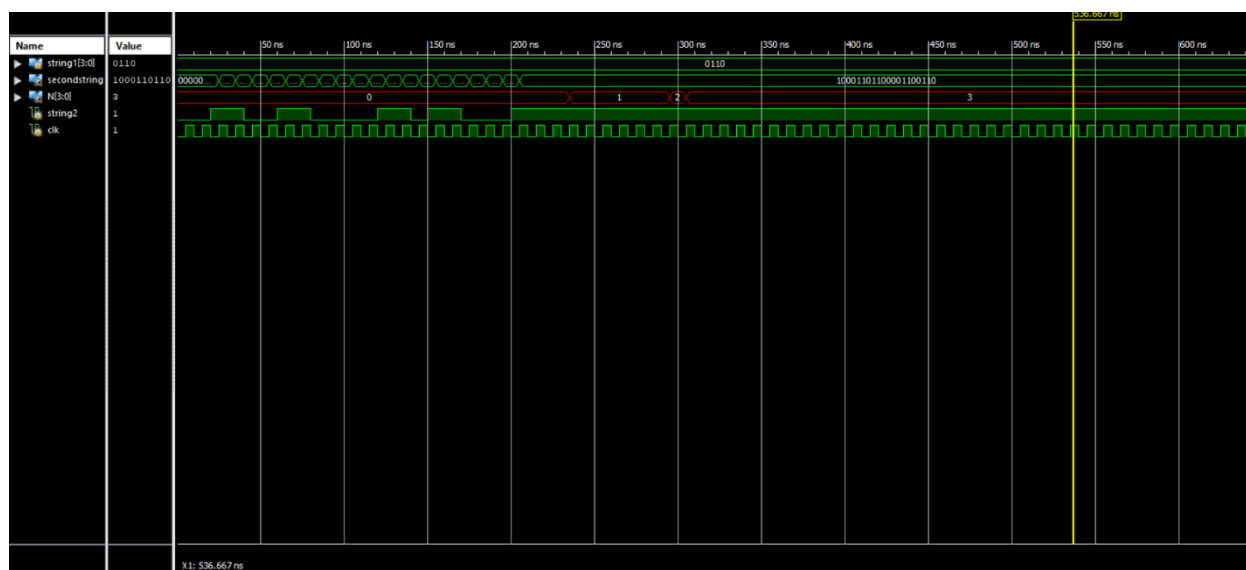 536.667 ns
Name Value 50 ns 100 ns 150 ns 200 ns 250 ns 300 ns 350 ns 400 ns 450 ns 500 ns 550 ns 600 ns
string1[3:0] 0110 0110
secondstring 1000110110 00000... ... ... ... ... ... ... ... ... ... ... ... ... ... ... ... ... ... ... 10001101100001100110
N[3:0] 3 0 1 2 3
string2 1
clk 1
X1: 536.667 ns